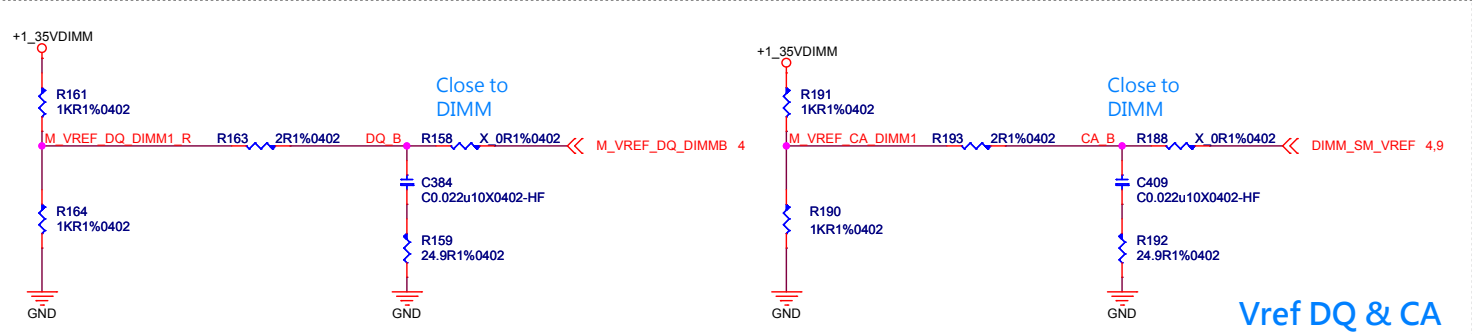 +1_35VDIMM
R161
1KR1%0402
Close to
DIMM
M_VREF_DQ_DIMM1_R
R163
2R1%0402
DQ_B
R158
X_0R1%0402
M_VREF_DQ_DIMMB 4
C384
C0.022u10X0402-HF
R164
1KR1%0402
R159
24.9R1%0402
GND
GND
+1_35VDIMM
R191
1KR1%0402
Close to
DIMM
M_VREF_CA_DIMM1
R193
2R1%0402
CA_B
R188
X_0R1%0402
DIMM_SM_VREF 4,9
C409
C0.022u10X0402-HF
R190
1KR1%0402
R192
24.9R1%0402
GND
GND
Vref DQ & CA